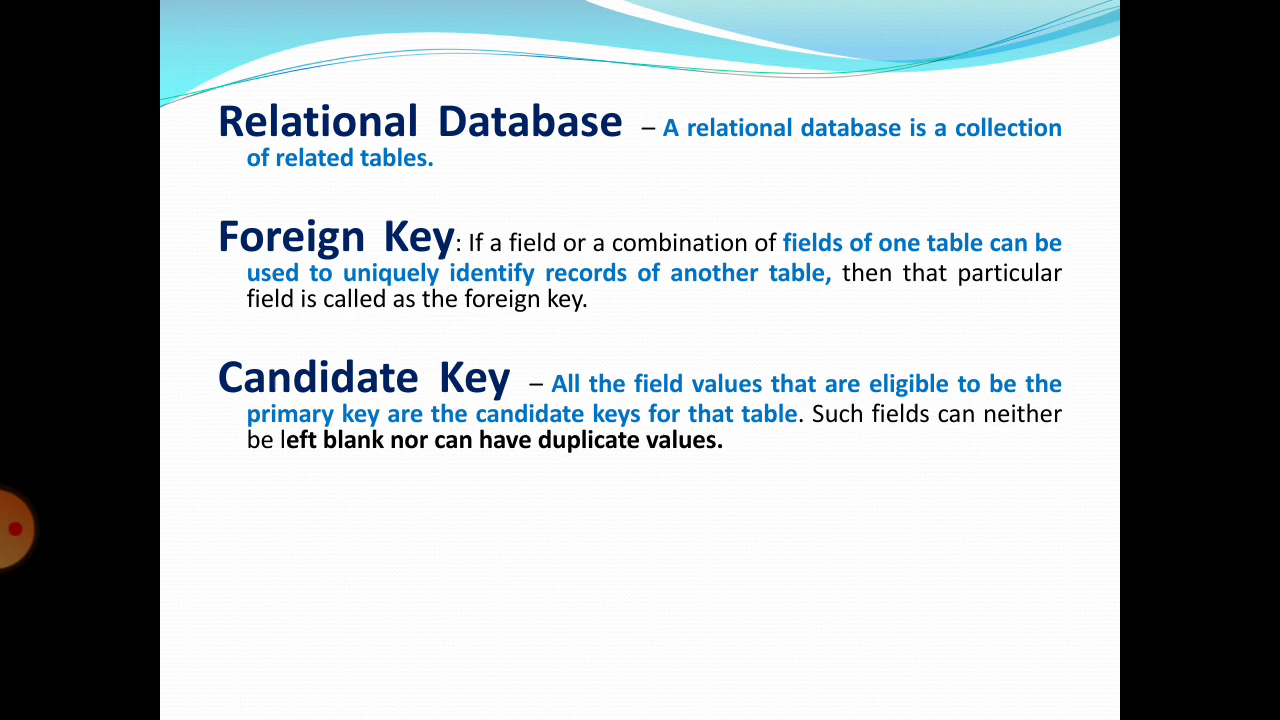 Relational Database – A relational database is a collection
of related tables.
Foreign Key: If a field or a combination of fields of one table can be
used to uniquely identify records of another table, then that particular
field is called as the foreign key.
Candidate Key – All the field values that are eligible to be the
primary key are the candidate keys for that table. Such fields can neither
be left blank nor can have duplicate values.